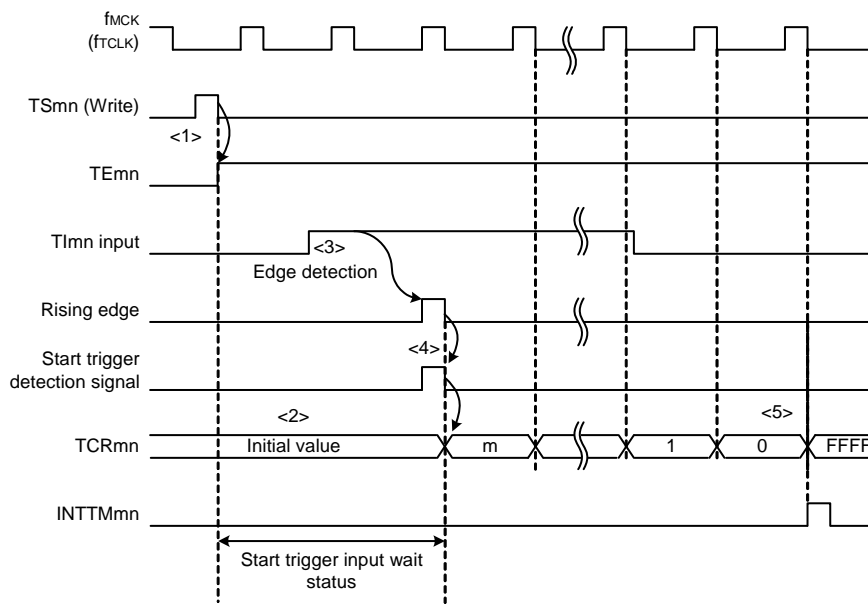 fMCK
(fTCLK)
TSmn (Write)
<1>
TEmn
TImn input
<3>
Edge detection
Rising edge
<4>
Start trigger
detection signal
<2>
<5>
TCRmn
Initial value
m
1
0
FFFF
INTTMmn
Start trigger input wait
status